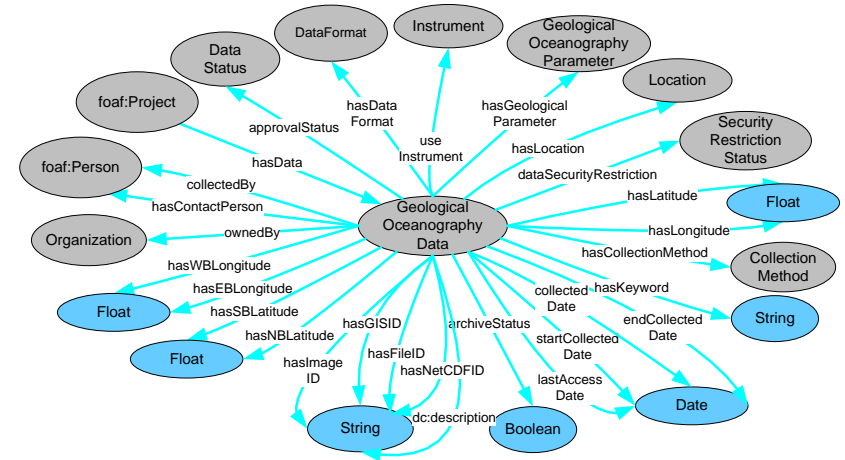 DataFormat
Instrument
Geological
Oceanography
Parameter
Data
Status
Location
foaf:Project
Security
Restriction
Status
foaf:Person
Organization
hasData
Format
use
Instrument
hasGeological
Parameter
approvalStatus
hasLocation
hasData
dataSecurityRestriction
collectedBy
hasContactPerson
ownedBy
Geological
Oceanography
Data
hasLatitude
Float
hasLongitude
hasCollectionMethod
Collection
Method
hasWBLongitude
hasEBLongitude
hasSBLatitude
hasNBLatitude
Float
Float
hasKeyword
String
collected
Date
endCollected
Date
startCollected
Date
lastAccess
Date
hasGISID
archiveStatus
hasFileID
hasImage
ID
hasNetCDFID
dc:description
String
Boolean
Date